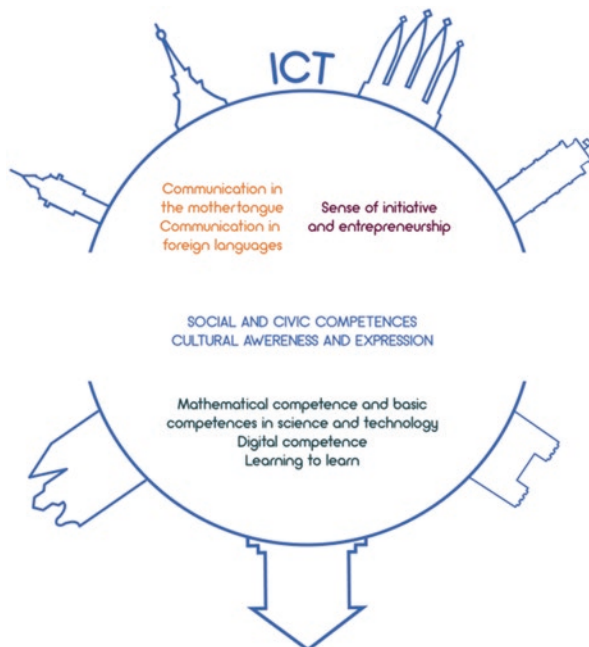 ICT
Communication in
the mothertongue
Communication in
foreign languages
Sense of initiative
and entrepreneurship
SOCIAL AND CIVIC COMPETENCES
CULTURAL AWERENESS AND EXPRESSION
Mathematical competence and basic
competences in science and technology
Digital competence
Learning to learn